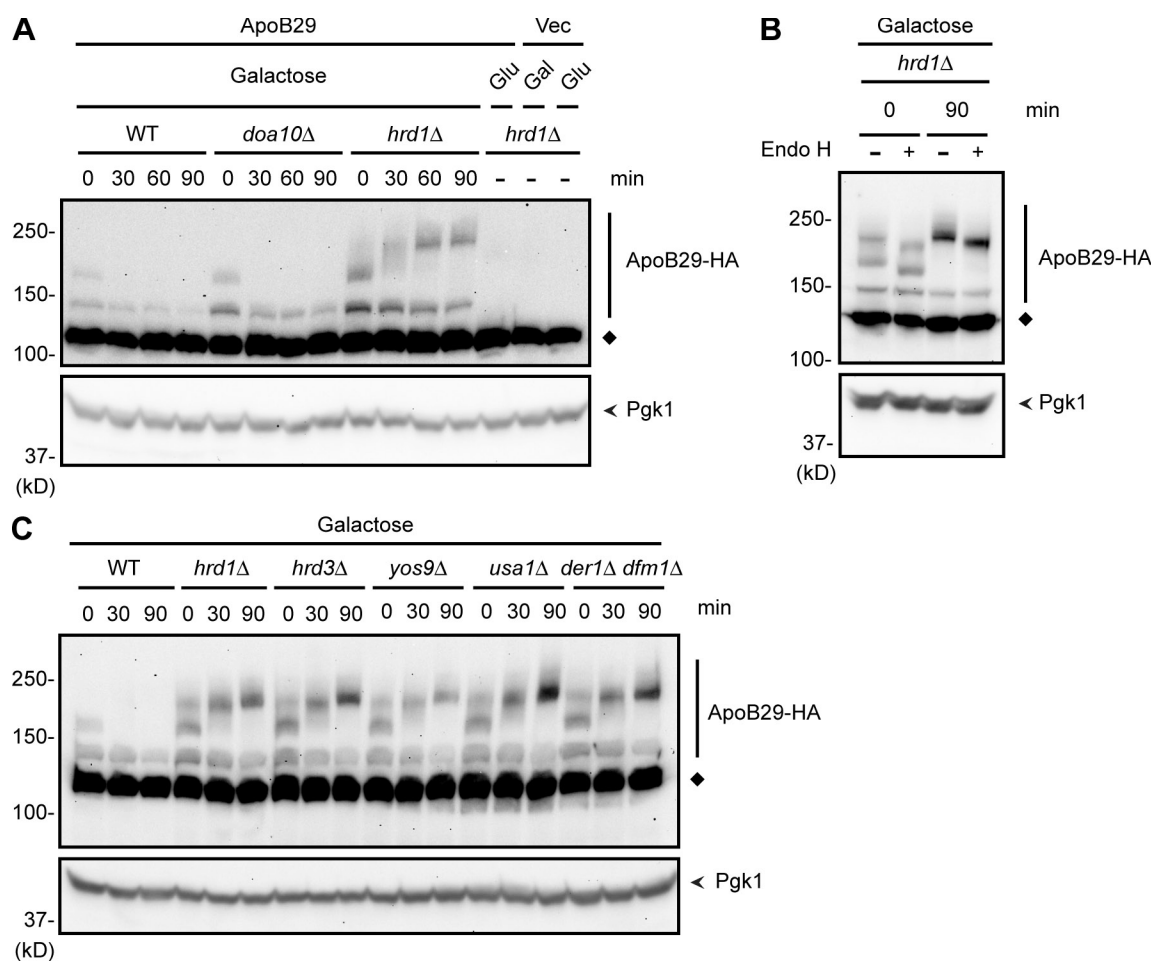 A
ApoB29 Vec
Galactose Glu Gal Glu
WT doa10Δ hrd1Δ hrd1Δ
0 30 60 90 0 30 60 90 0 30 60 90 - - - min
250-
150-
100-
ApoB29-HA
◆
Pgk1
37-
(kD)
B
Galactose
hrd1Δ
0 90 min
Endo H - + - +
250-
150-
100-
ApoB29-HA
◆
Pgk1
37-
(kD)
C
Galactose
WT hrd1Δ hrd3Δ yos9Δ usa1Δ der1Δ dfm1Δ
0 30 90 0 30 90 0 30 90 0 30 90 0 30 90 0 30 90 min
250-
150-
100-
ApoB29-HA
◆
Pgk1
37-
(kD)